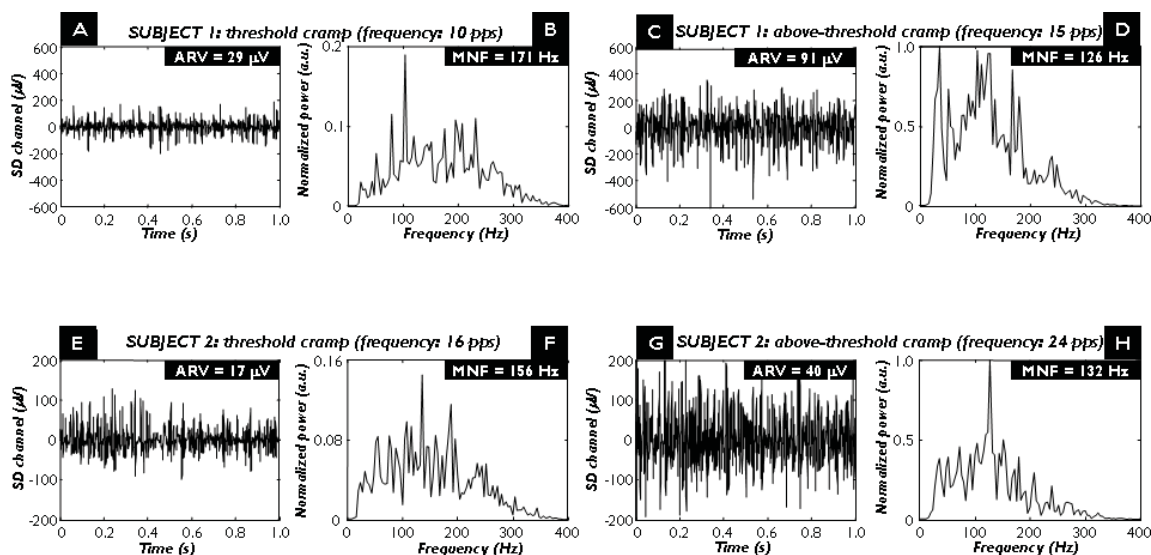 A
SUBJECT 1: threshold cramp (frequency: 10 pps)
B
ARV = 29 µV
MNF = 171 Hz
SD channel (µV)
600
400
200
0
-200
-400
-600
0 0.2 0.4 0.6 0.8 1.0
Time (s)
Normalized power (a.u.)
0.2
0.1
0
0 100 200 300 400
Frequency (Hz)
C
SUBJECT 1: above-threshold cramp (frequency: 15 pps)
D
ARV = 91 µV
MNF = 126 Hz
SD channel (µV)
600
400
200
0
-200
-400
-600
0 0.2 0.4 0.6 0.8 1.0
Time (s)
Normalized power (a.u.)
1.0
0.5
0
0 100 200 300 400
Frequency (Hz)
E
SUBJECT 2: threshold cramp (frequency: 16 pps)
F
ARV = 17 µV
MNF = 156 Hz
SD channel (µV)
200
100
0
-100
-200
0 0.2 0.4 0.6 0.8 1.0
Time (s)
Normalized power (a.u.)
0.16
0.08
0
0 100 200 300 400
Frequency (Hz)
G
SUBJECT 2: above-threshold cramp (frequency: 24 pps)
H
ARV = 40 µV
MNF = 132 Hz
SD channel (µV)
200
100
0
-100
-200
0 0.2 0.4 0.6 0.8 1.0
Time (s)
Normalized power (a.u.)
1.0
0.5
0
0 100 200 300 400
Frequency (Hz)